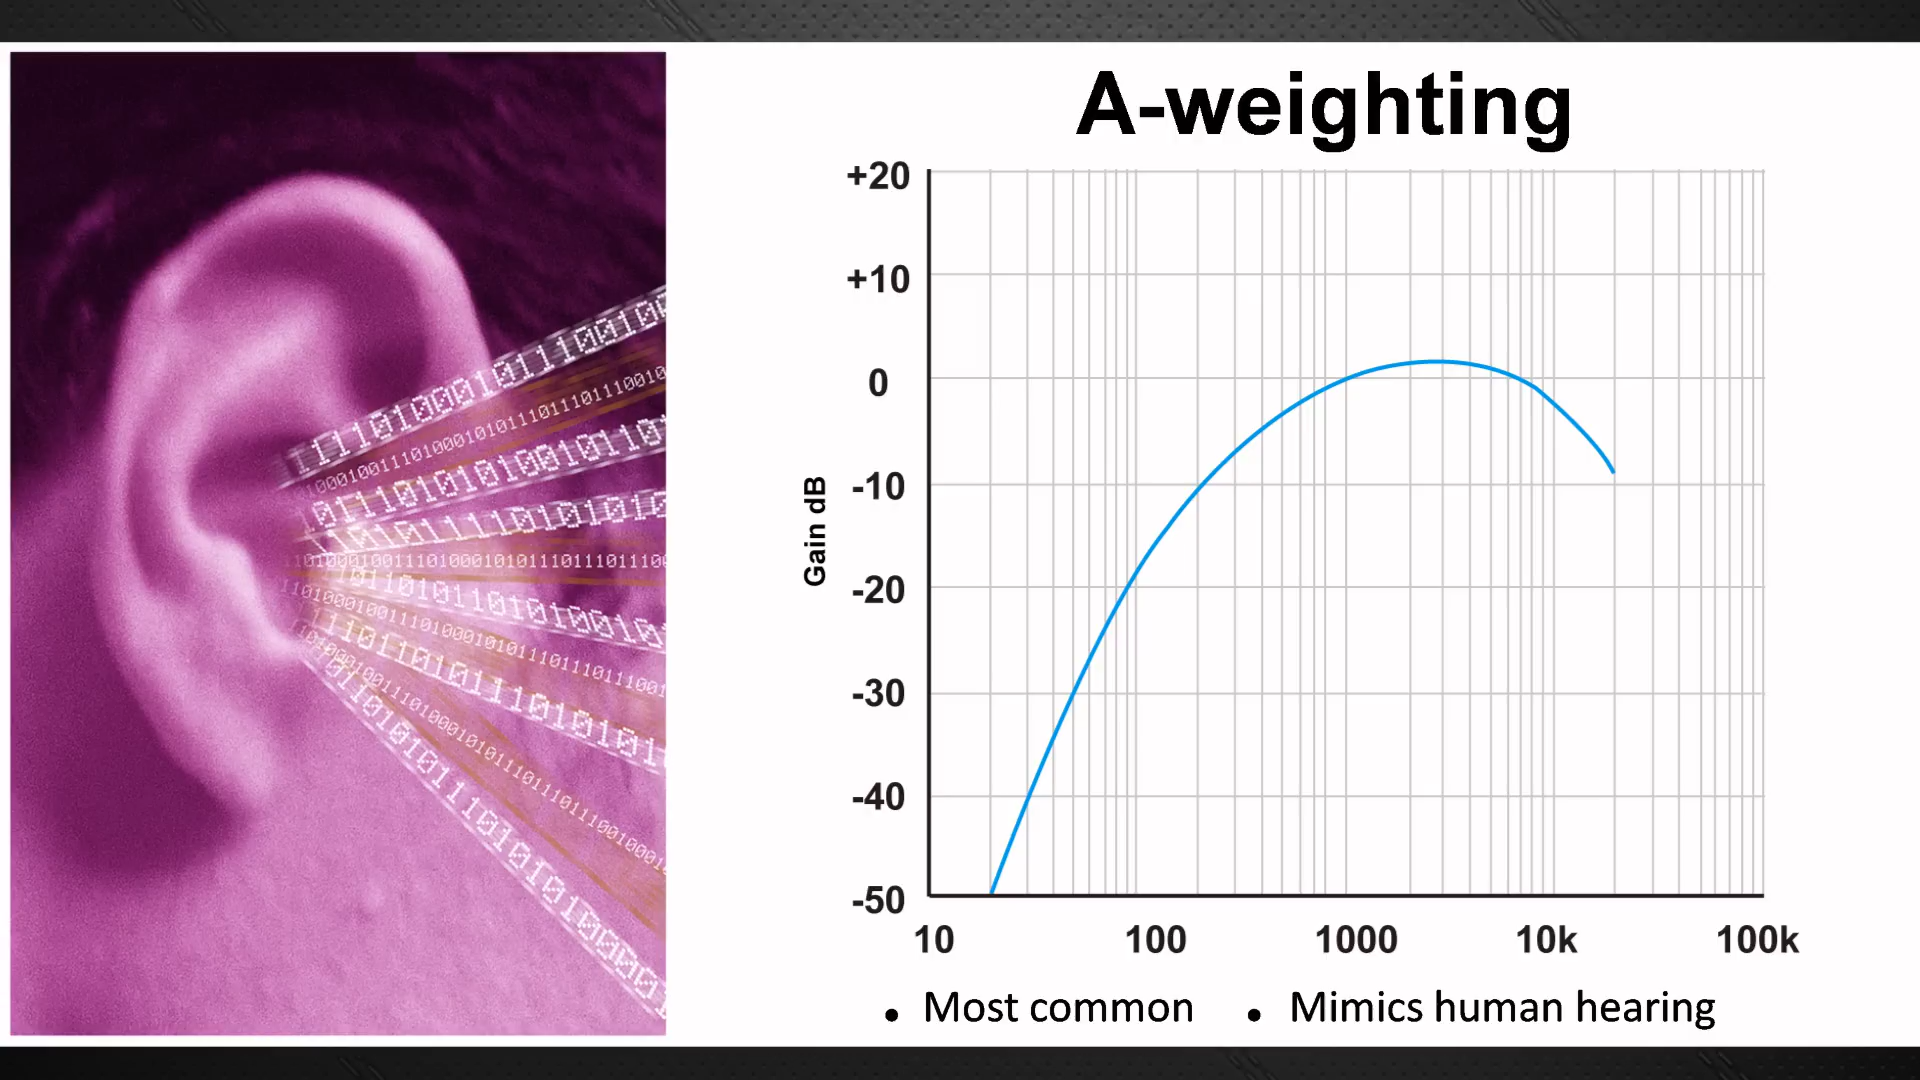 A-weighting
+20
+10
0
-10
-20
-30
-40
-50
Gain dB
10 100 1000 10k 100k
• Most common • Mimics human hearing